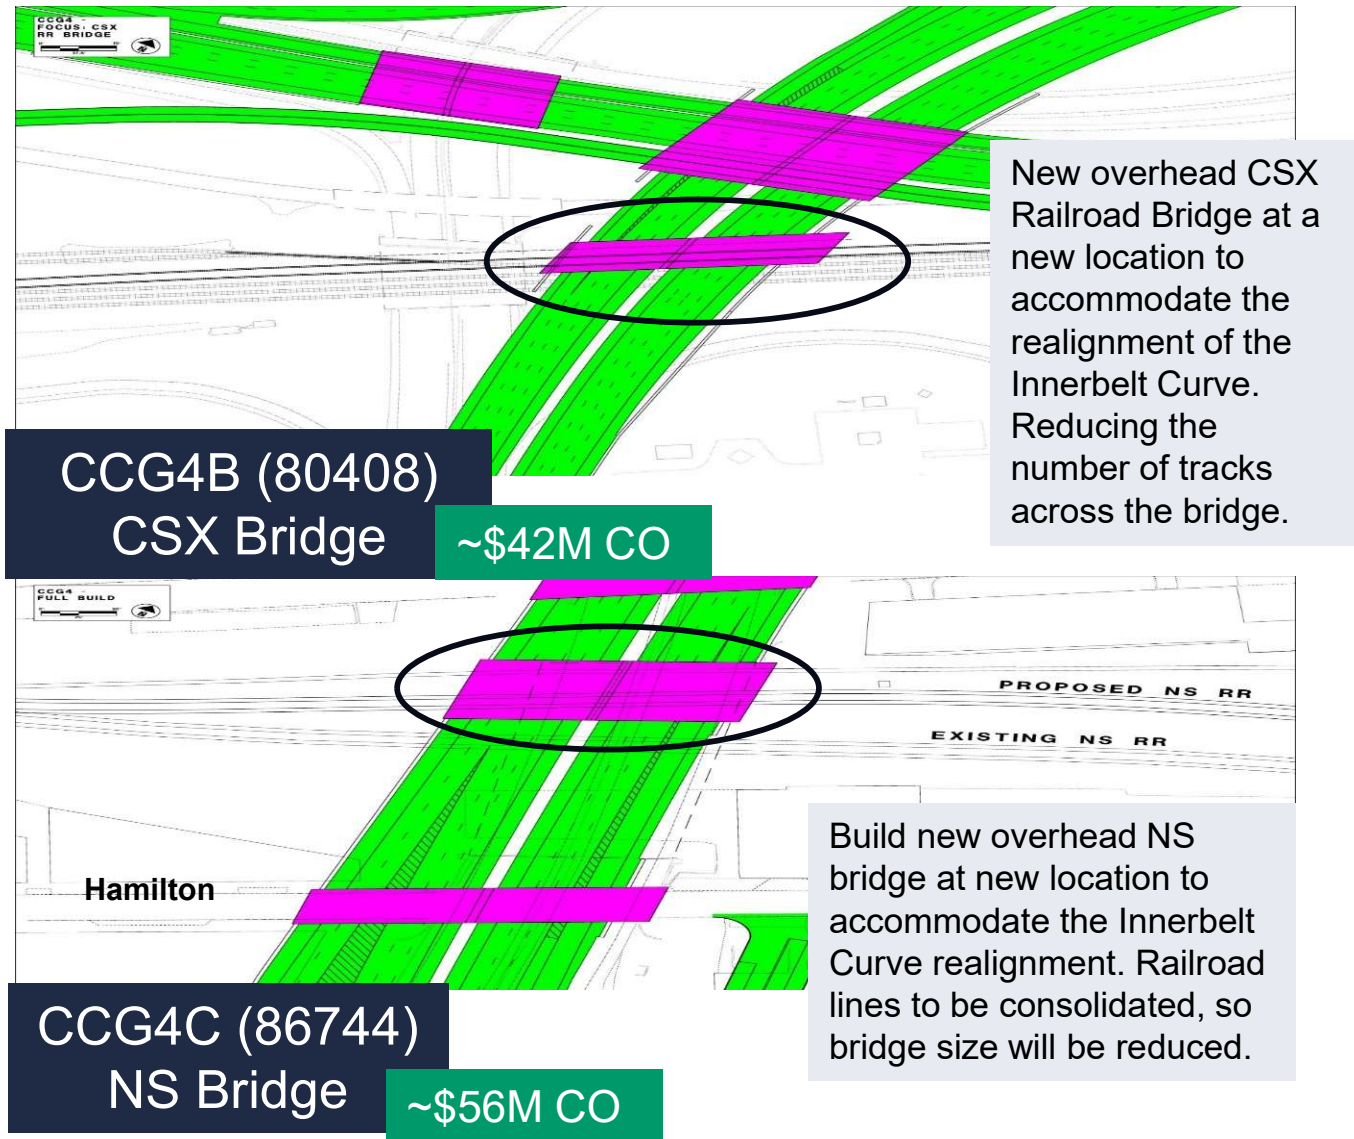 CCG4 -
FOCUS: CSX
RR BRIDGE
New overhead CSX
Railroad Bridge at a
new location to
accommodate the
realignment of the
Innerbelt Curve.
Reducing the
number of tracks
across the bridge.
CCG4B (80408)
CSX Bridge
~$42M CO
CCG4 -
FULL BUILD
PROPOSED NS RR
EXISTING NS RR
Hamilton
Build new overhead NS
bridge at new location to
accommodate the Innerbelt
Curve realignment. Railroad
lines to be consolidated, so
bridge size will be reduced.
CCG4C (86744)
NS Bridge
~$56M CO